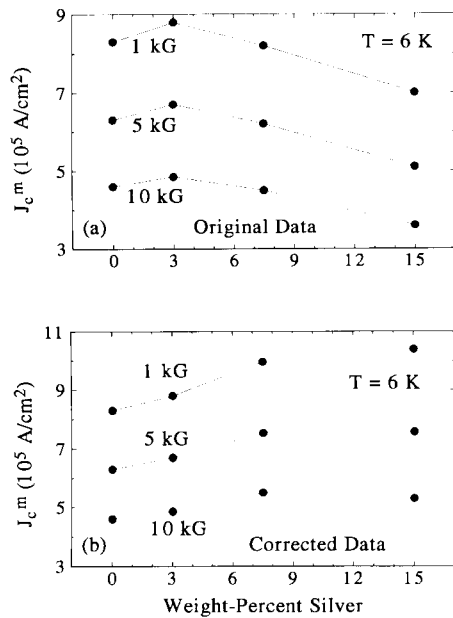 9
1 kG
T = 6 K
7
5 kG
5
10 kG
(a)
Original Data
3
0 3 6 9 12 15
J_c^m (10^5 A/cm^2)
11
1 kG
9
T = 6 K
5 kG
7
5
10 kG
(b)
Corrected Data
3
0 3 6 9 12 15
J_c^m (10^5 A/cm^2)
Weight-Percent Silver